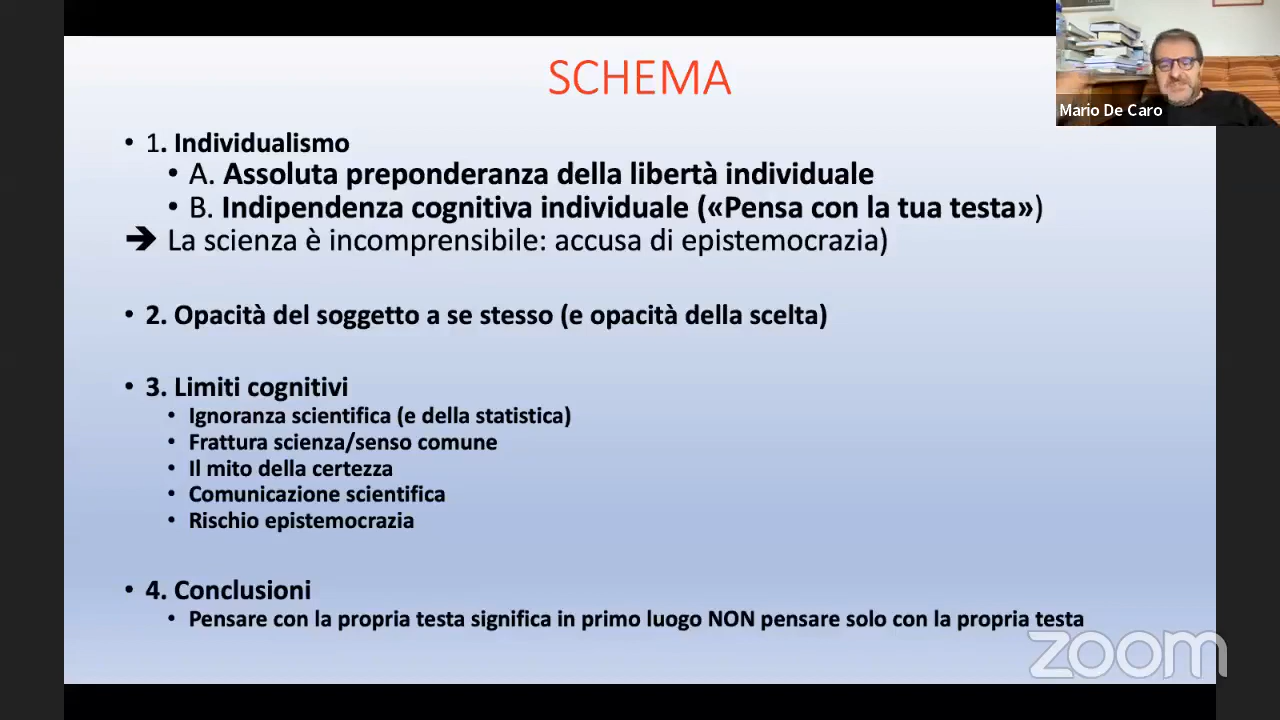 SCHEMA
Mario De Caro
• 1. Individualismo
• A. Assoluta preponderanza della libertà individuale
• B. Indipendenza cognitiva individuale («Pensa con la tua testa»)
➔ La scienza è incomprensibile: accusa di epistemocrazia)
• 2. Opacità del soggetto a se stesso (e opacità della scelta)
• 3. Limiti cognitivi
• Ignoranza scientifica (e della statistica)
• Frattura scienza/senso comune
• Il mito della certezza
• Comunicazione scientifica
• Rischio epistemocrazia
• 4. Conclusioni
• Pensare con la propria testa significa in primo luogo NON pensare solo con la propria testa
zoom